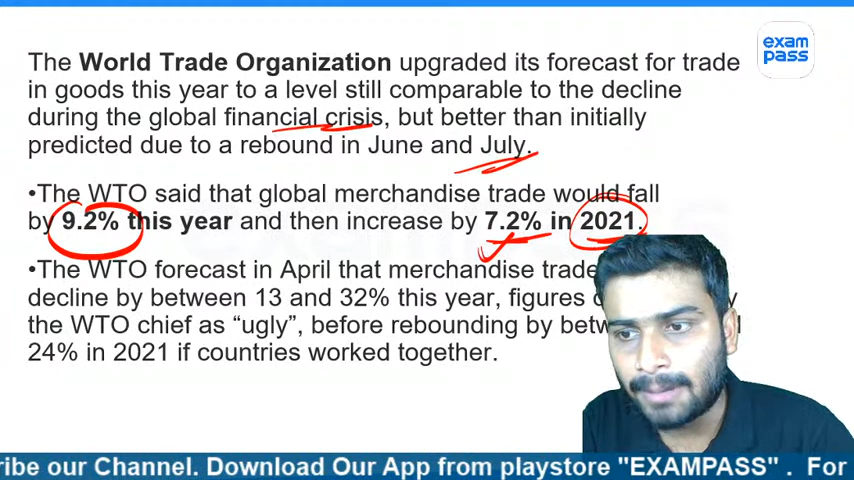 exam
pass
The World Trade Organization upgraded its forecast for trade
in goods this year to a level still comparable to the decline
during the global financial crisis, but better than initially
predicted due to a rebound in June and July.
•The WTO said that global merchandise trade would fall
by 9.2% this year and then increase by 7.2% in 2021.
•The WTO forecast in April that merchandise trade
decline by between 13 and 32% this year, figures
the WTO chief as “ugly”, before rebounding by
24% in 2021 if countries worked together.
ribe our Channel. Download Our App from playstore "EXAMPASS" . For